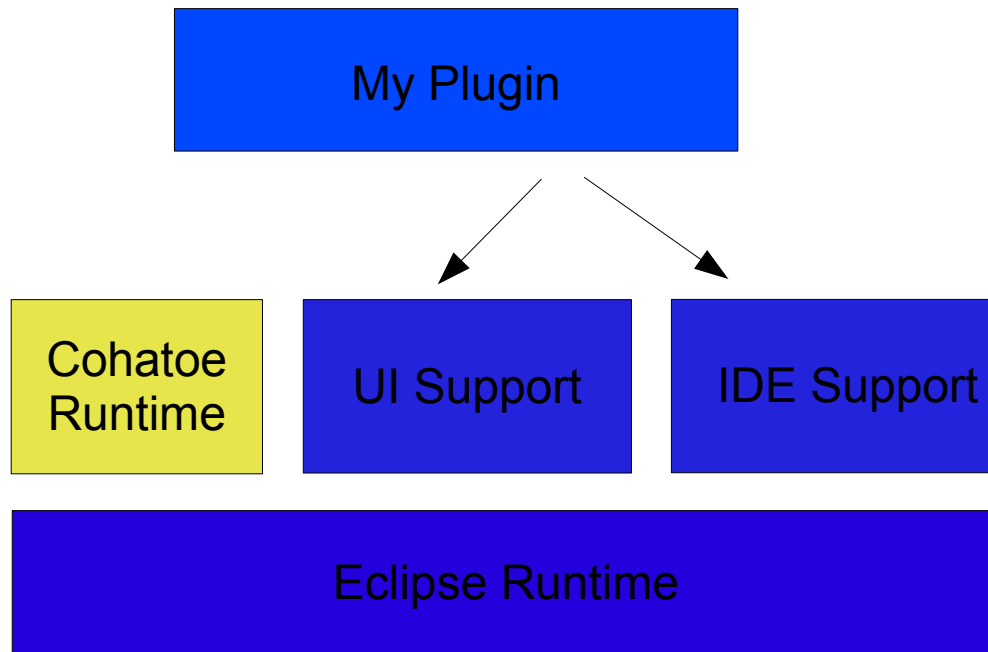 My Plugin
Cohatoe
Runtime
UI Support
IDE Support
Eclipse Runtime